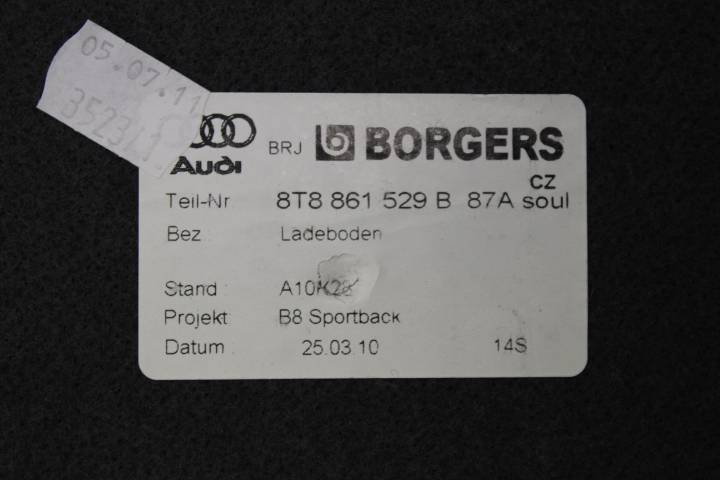 05.07.11
Audi
BRJ BORGERS
CZ
Teil-Nr 8T8 861 529 B 87A soul
Bez Ladeboden
Stand
Projekt B8 Sportback
Datum 25.03.10 14S